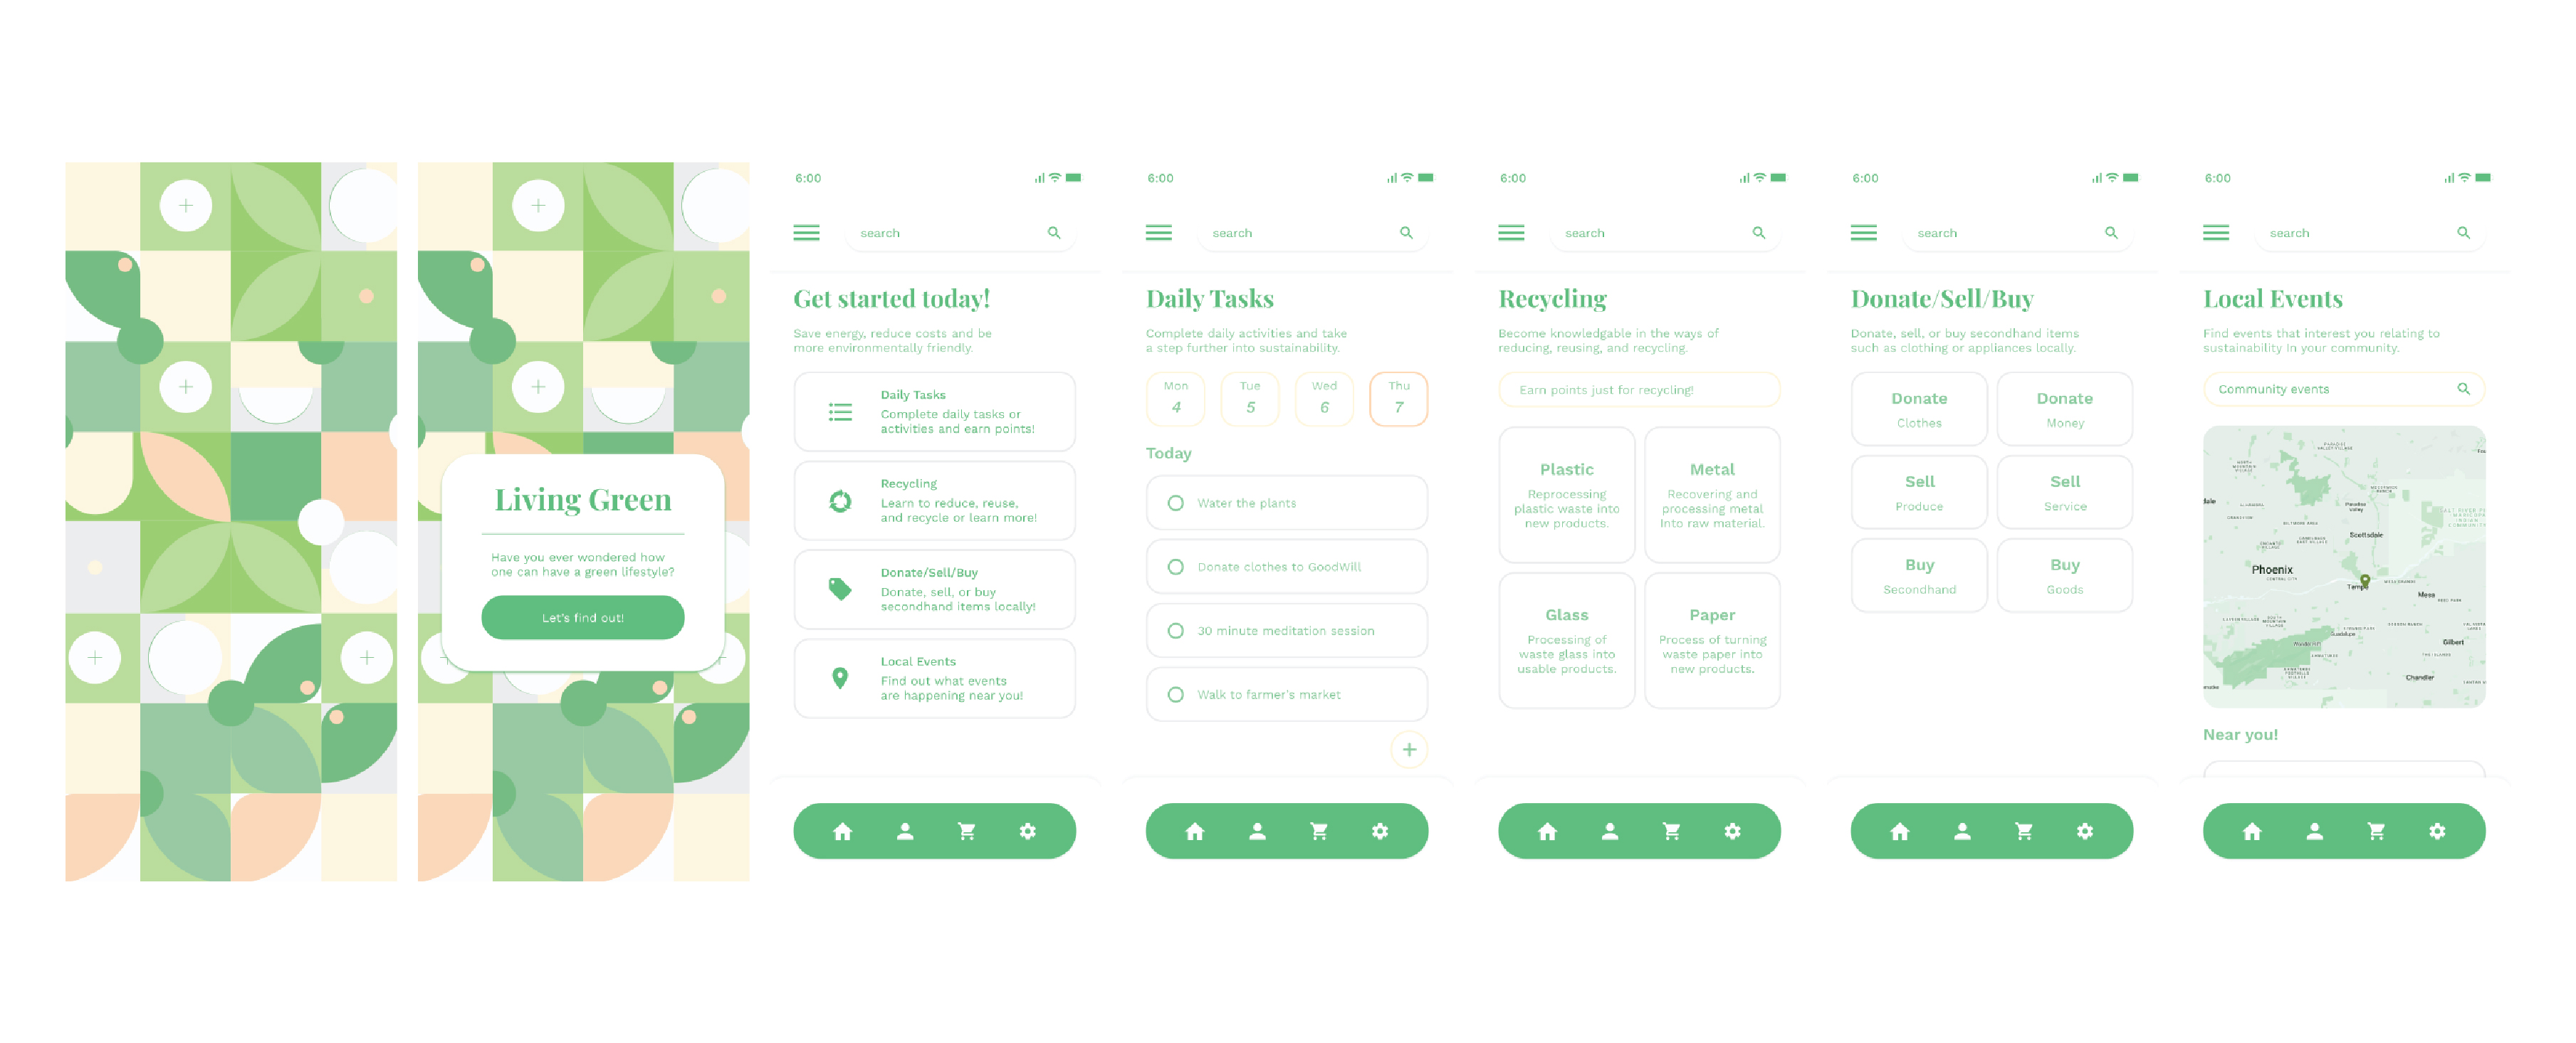 Living Green
Have you ever wondered how
one can have a green lifestyle?
Let's find out!
6:00
search
Get started today!
Save energy, reduce costs and be
more environmentally friendly.
Daily Tasks
Complete daily tasks or
activities and earn points!
Recycling
Learn to reduce, reuse,
and recycle or learn more!
Donate/Sell/Buy
Donate, sell, or buy
secondhand items locally!
Local Events
Find out what events
are happening near you!
6:00
search
Daily Tasks
Complete daily activities and take
a step further into sustainability.
Mon Tue Wed Thu
4 5 6 7
Today
Water the plants
Donate clothes to GoodWill
30 minute meditation session
Walk to farmer's market
6:00
search
Recycling
Become knowledgable in the ways of
reducing, reusing, and recycling.
Earn points just for recycling!
Plastic
Reprocessing
plastic waste into
new products.
Metal
Recovering and
processing metal
into raw material.
Glass
Processing of
waste glass into
usable products.
Paper
Process of turning
waste paper into
new products.
6:00
search
Donate/Sell/Buy
Donate, sell, or buy secondhand items
such as clothing or appliances locally.
Donate
Clothes
Donate
Money
Sell
Produce
Sell
Service
Buy
Secondhand
Buy
Goods
6:00
search
Local Events
Find events that interest you relating to
sustainability in your community.
Community events
Paradise
Valley
Scottsdale
Phoenix
Tempe
Mesa
Guadalupe
Gilbert
Chandler
Near you!